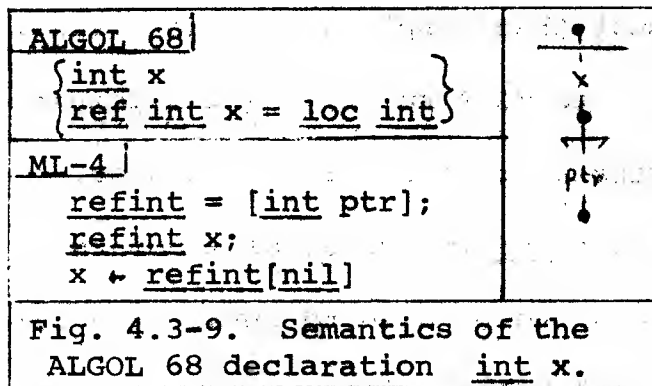 ALGOL 68
int x
ref int x = loc int
ML-4
refint = [int ptr];
refint x;
x ← refint[nil]
x
ptr
Fig. 4.3-9. Semantics of the
ALGOL 68 declaration int x.